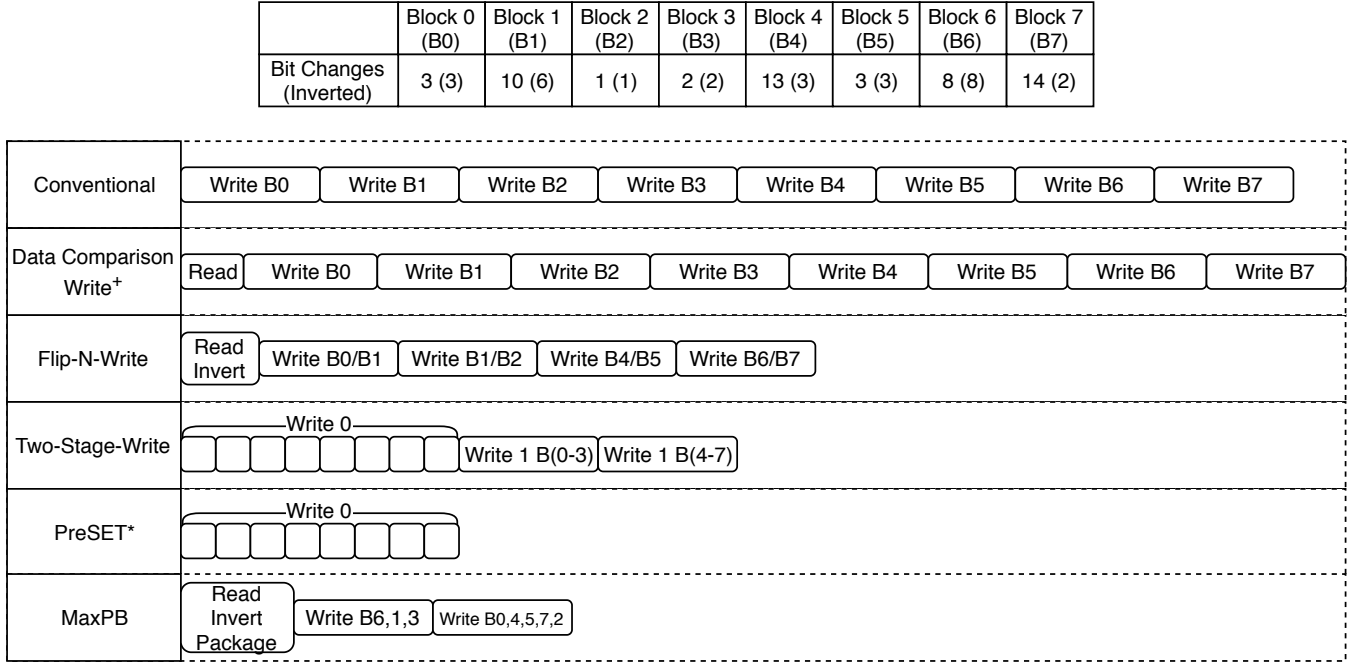 Block 0 Block 1 Block 2 Block 3 Block 4 Block 5 Block 6 Block 7
(B0) (B1) (B2) (B3) (B4) (B5) (B6) (B7)
Bit Changes
(Inverted)
3 (3) 10 (6) 1 (1) 2 (2) 13 (3) 3 (3) 8 (8) 14 (2)
Conventional
Write B0 Write B1 Write B2 Write B3 Write B4 Write B5 Write B6 Write B7
Data Comparison
Write+
Read Write B0 Write B1 Write B2 Write B3 Write B4 Write B5 Write B6 Write B7
Flip-N-Write
Read
Invert
Write B0/B1 Write B1/B2 Write B4/B5 Write B6/B7
Two-Stage-Write
Write 0
Write 1 B(0-3) Write 1 B(4-7)
PreSET*
Write 0
MaxPB
Read
Invert
Package
Write B6,1,3 Write B0,4,5,7,2